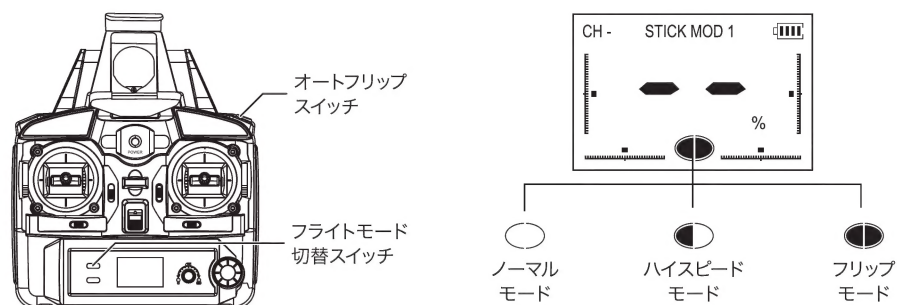 オートフリップ
スイッチ
POWER
フライトモード
切替スイッチ
CH - STICK MOD 1
%
ノーマル
モード
ハイスピード
モード
フリップ
モード